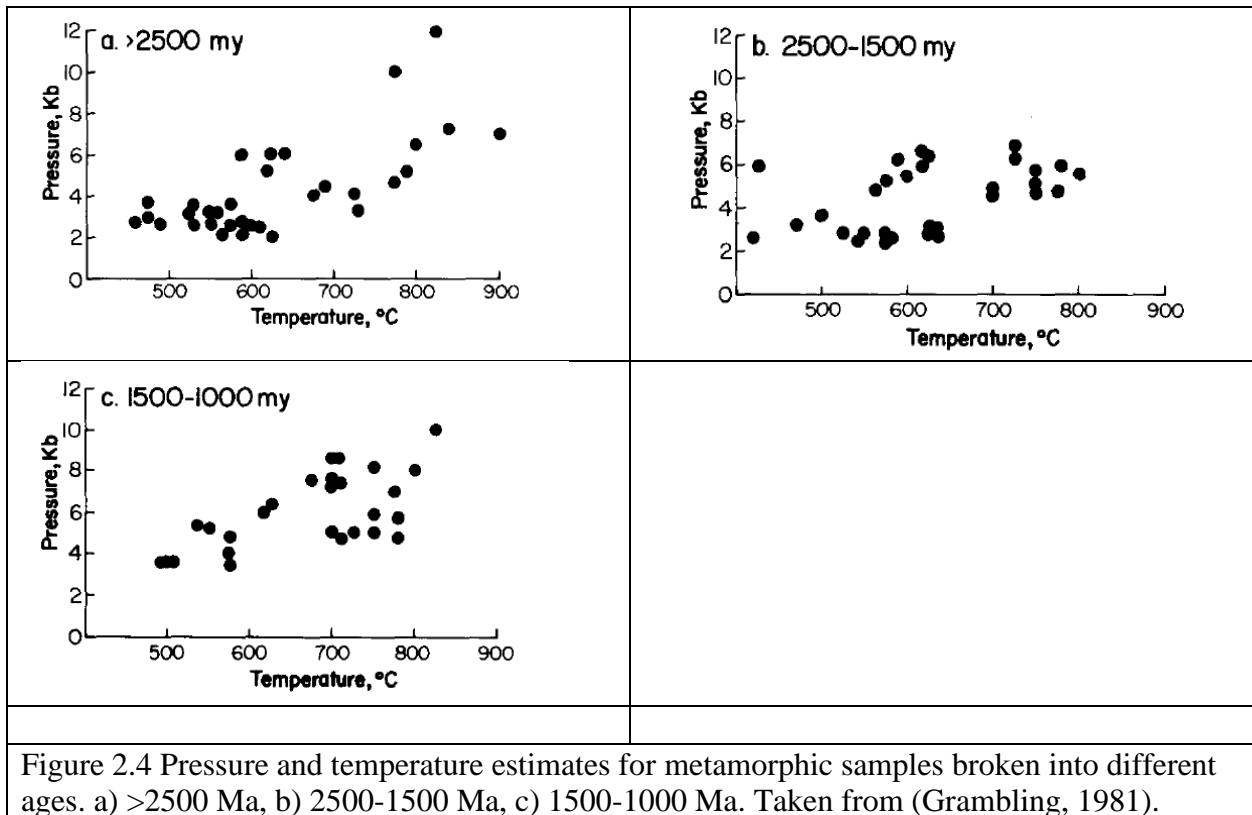 a. >2500 my
12
10
8
6
4
2
0
Pressure, Kb
500 600 700 800 900
Temperature, °C
b. 2500-1500 my
12
10
8
6
4
2
0
Pressure, Kb
500 600 700 800 900
Temperature, °C
c. 1500-1000 my
12
10
8
6
4
2
0
Pressure, Kb
500 600 700 800 900
Temperature, °C
Figure 2.4 Pressure and temperature estimates for metamorphic samples broken into different
ages. a) >2500 Ma, b) 2500-1500 Ma, c) 1500-1000 Ma. Taken from (Grambling, 1981).